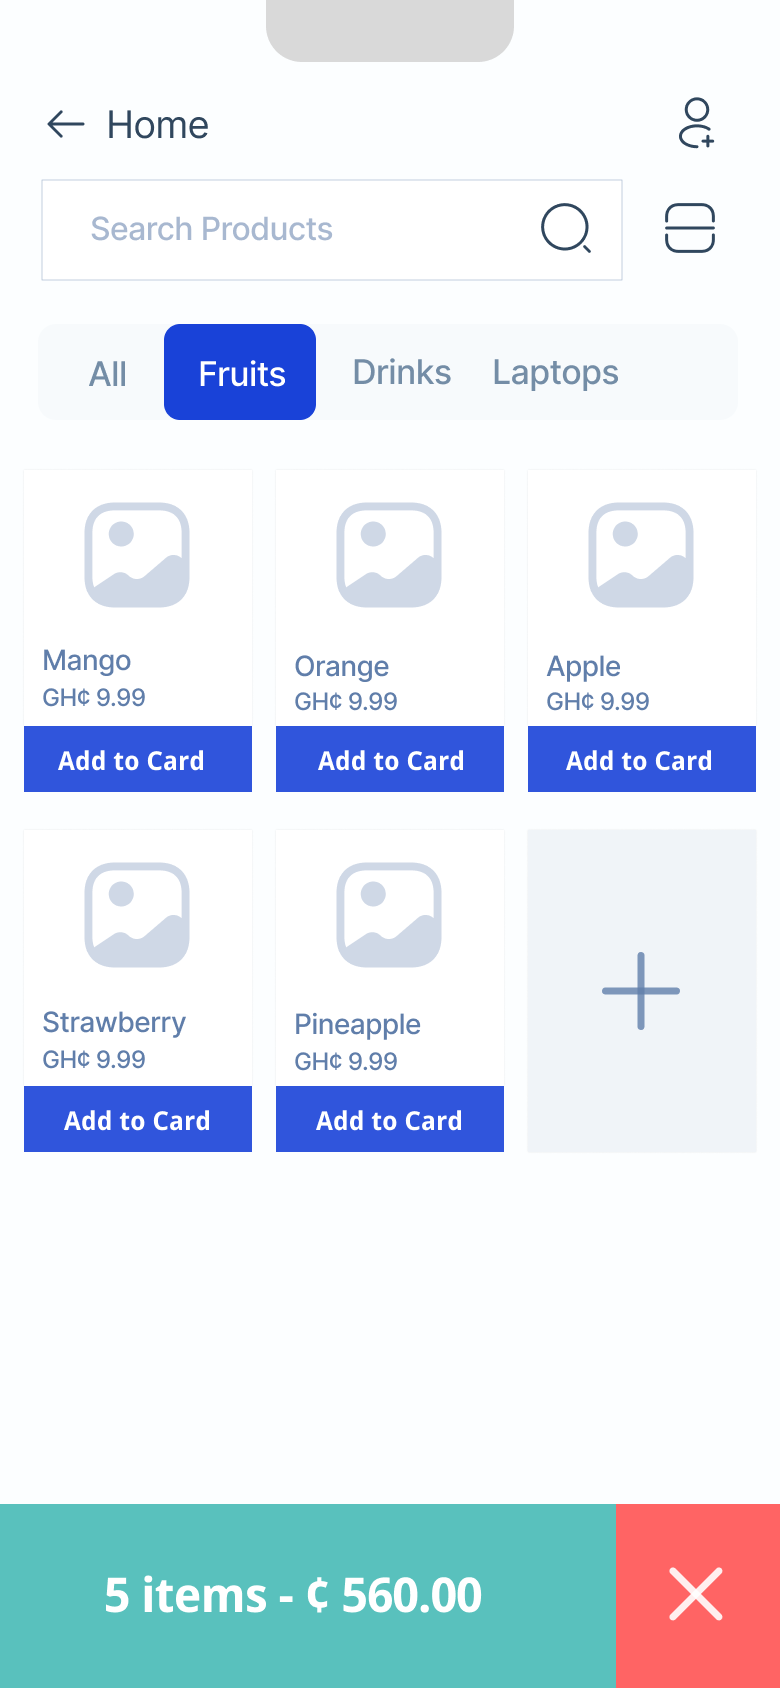 Home
Search Products
All Fruits Drinks Laptops
Mango Orange Apple
GH₵ 9.99 GH₵ 9.99 GH₵ 9.99
Add to Card Add to Card Add to Card
Strawberry Pineapple
GH₵ 9.99 GH₵ 9.99
Add to Card Add to Card
5 items - ₵ 560.00